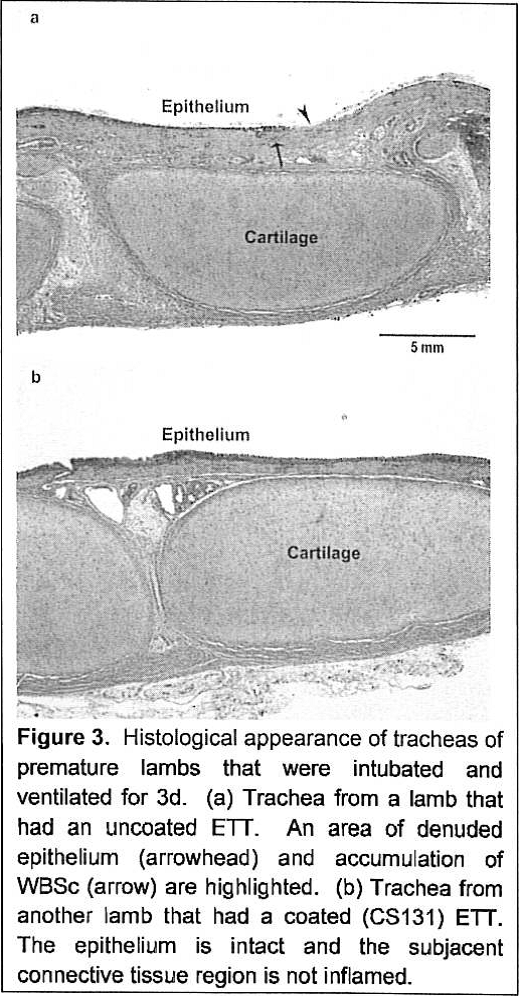 a
Epithelium
Cartilage
5 mm
b
Epithelium
Cartilage
Figure 3. Histological appearance of tracheas of
premature lambs that were intubated and
ventilated for 3d. (a) Trachea from a lamb that
had an uncoated ETT. An area of denuded
epithelium (arrowhead) and accumulation of
WBSc (arrow) are highlighted. (b) Trachea from
another lamb that had a coated (CS131) ETT.
The epithelium is intact and the subjacent
connective tissue region is not inflamed.